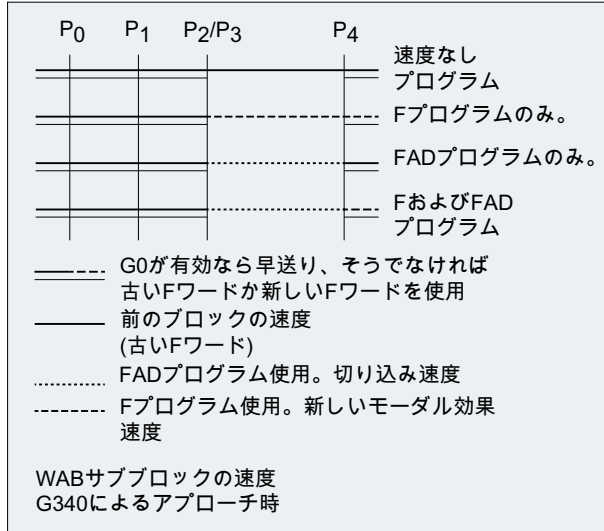 P0 P1 P2/P3 P4
速度なし
プログラム
Fプログラムのみ。
FADプログラムのみ。
FおよびFAD
プログラム
G0が有効なら早送り、そうでなければ
古いFワードか新しいFワードを使用
前のブロックの速度
(古いFワード)
FADプログラム使用。切り込み速度
Fプログラム使用。新しいモーダル効果
速度
WABサブブロックの速度
G340によるアプローチ時